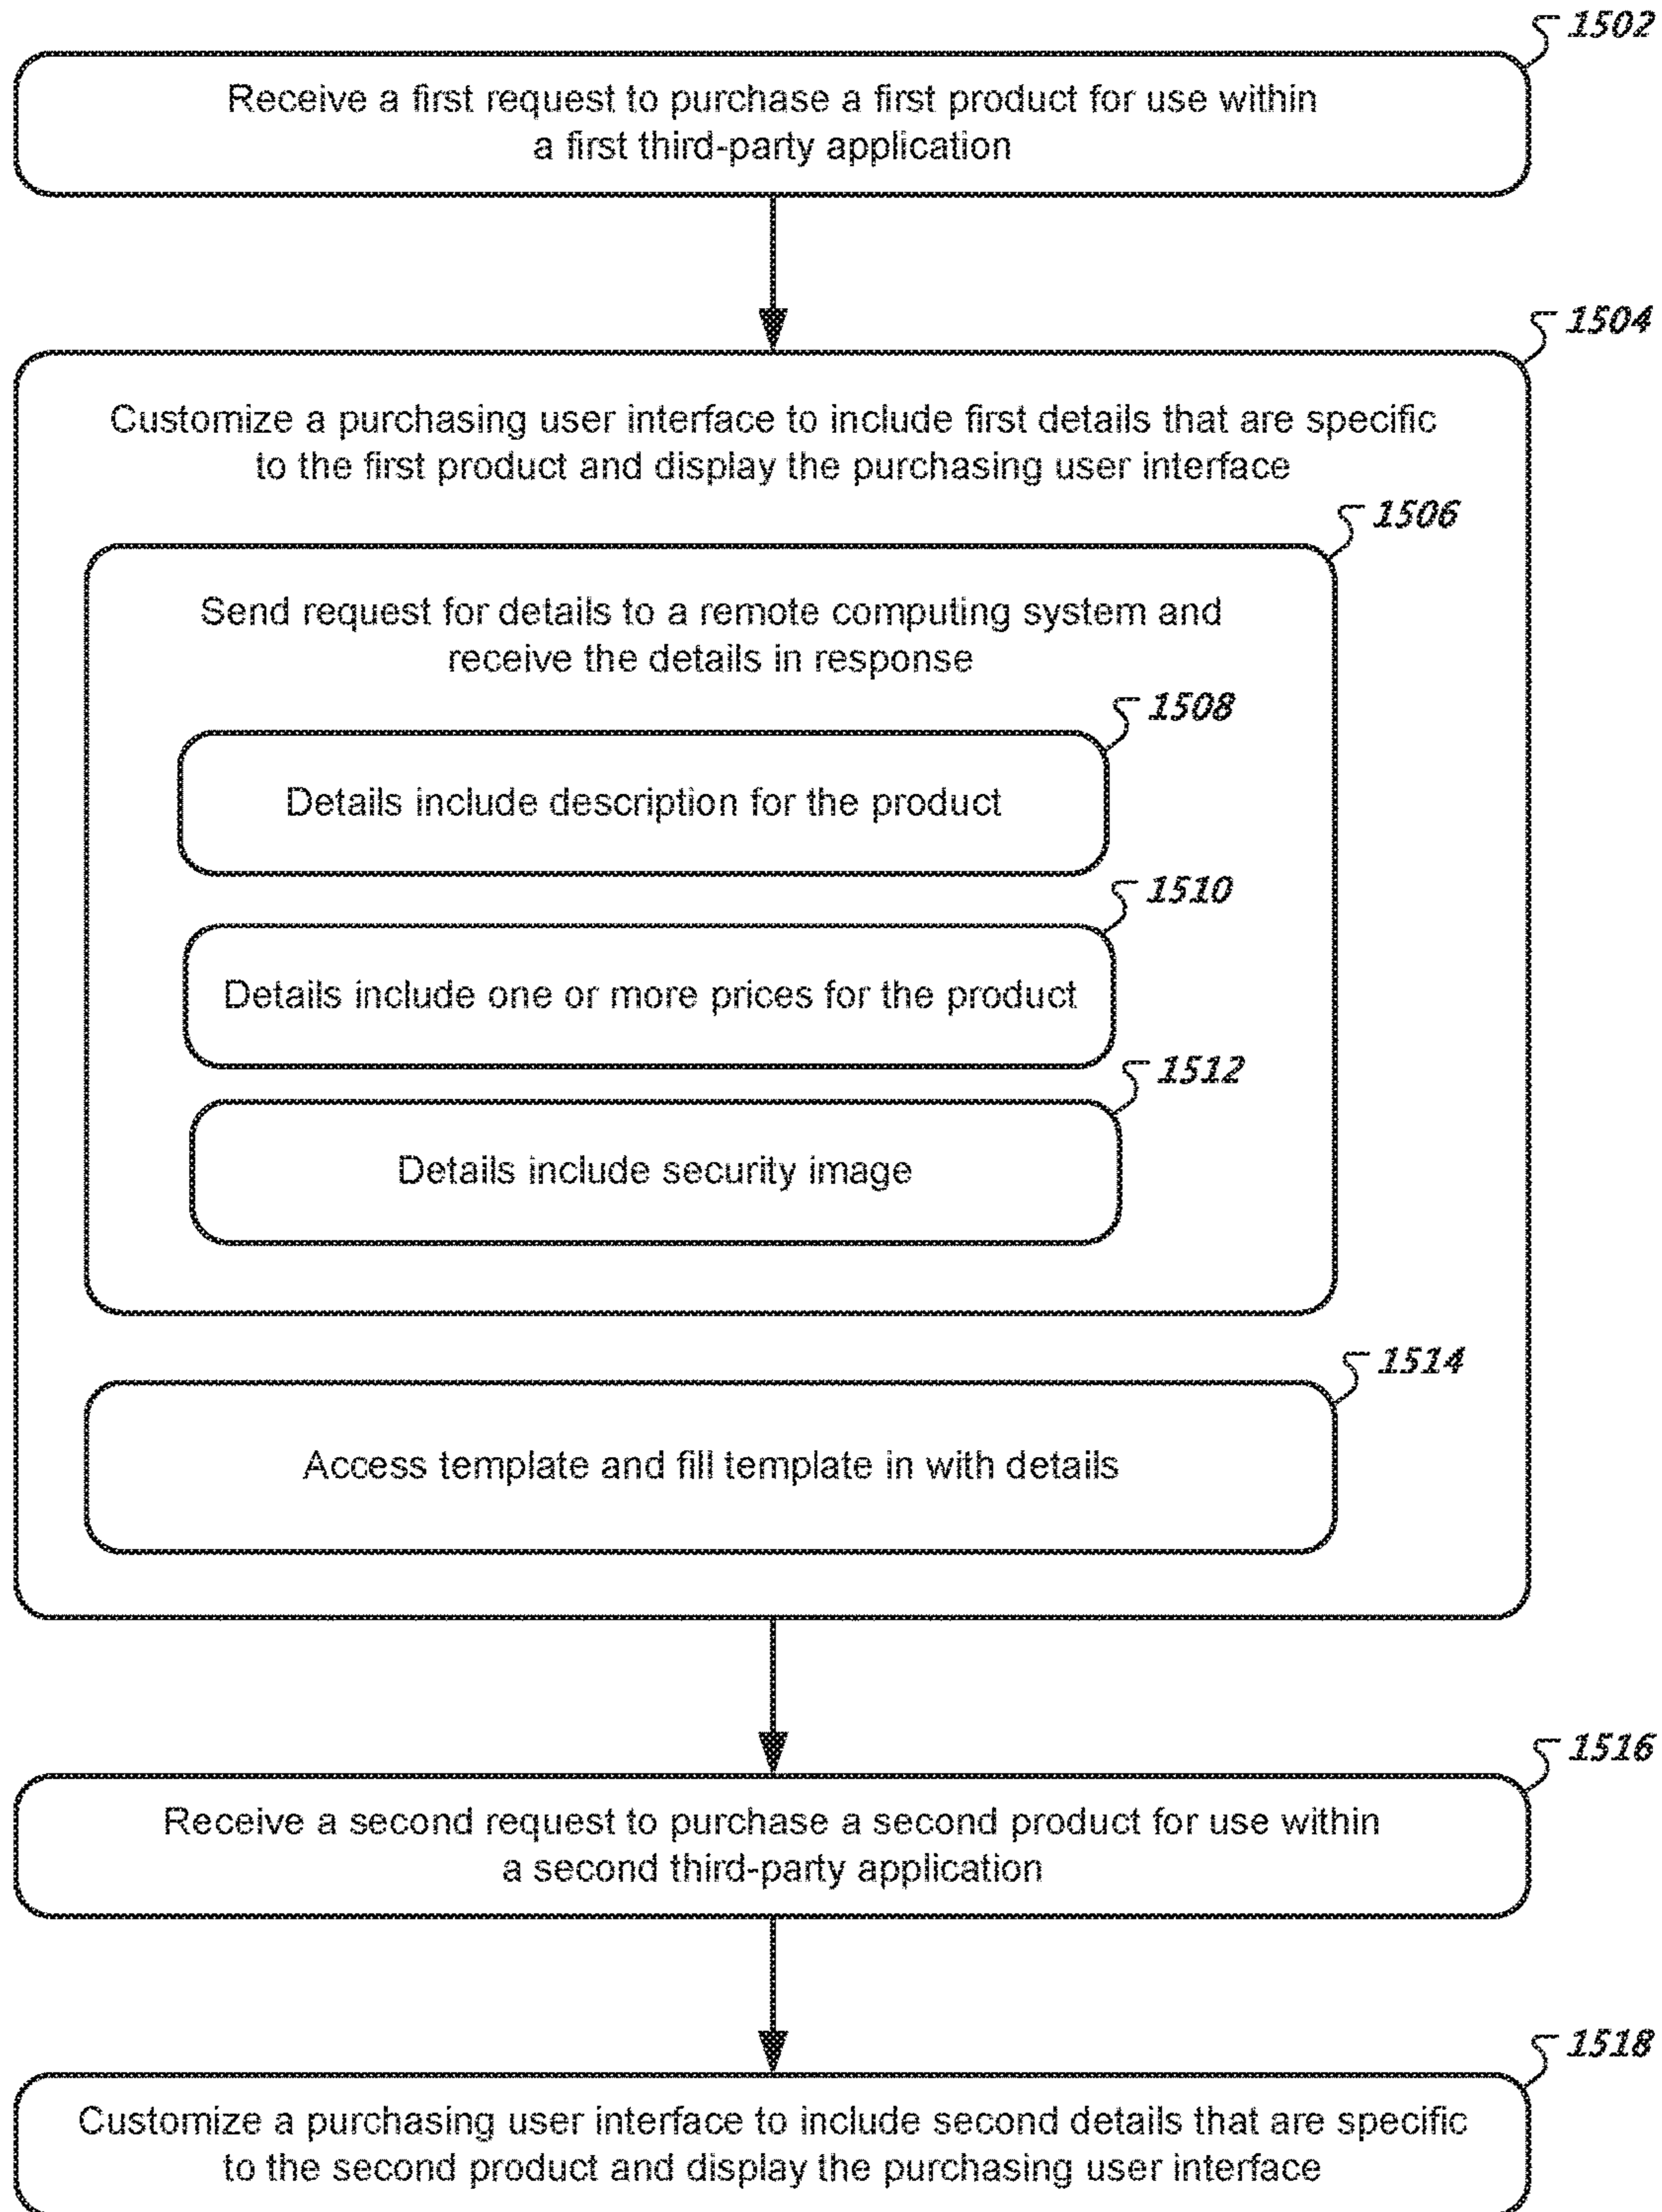 1502
Receive a first request to purchase a first product for use within
a first third-party application
1504
Customize a purchasing user interface to include first details that are specific
to the first product and display the purchasing user interface
1506
Send request for details to a remote computing system and
receive the details in response
1508
Details include description for the product
1510
Details include one or more prices for the product
1512
Details include security image
1514
Access template and fill template in with details
1516
Receive a second request to purchase a second product for use within
a second third-party application
1518
Customize a purchasing user interface to include second details that are specific
to the second product and display the purchasing user interface